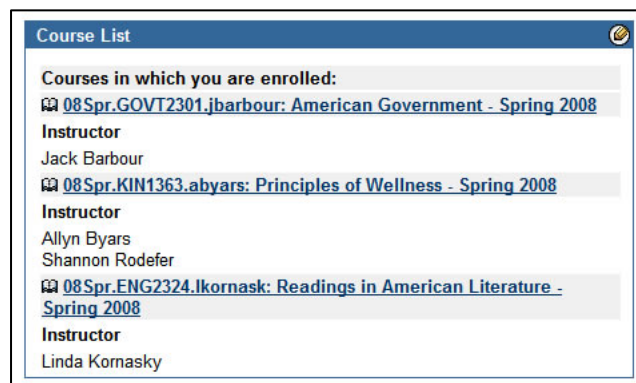 Course List
Courses in which you are enrolled:
08Spr.GOVT2301.jbarbour: American Government - Spring 2008
Instructor
Jack Barbour
08Spr.KIN1363.abyars: Principles of Wellness - Spring 2008
Instructor
Allyn Byars
Shannon Rodefer
08Spr.ENG2324.lkornask: Readings in American Literature -
Spring 2008
Instructor
Linda Kornasky